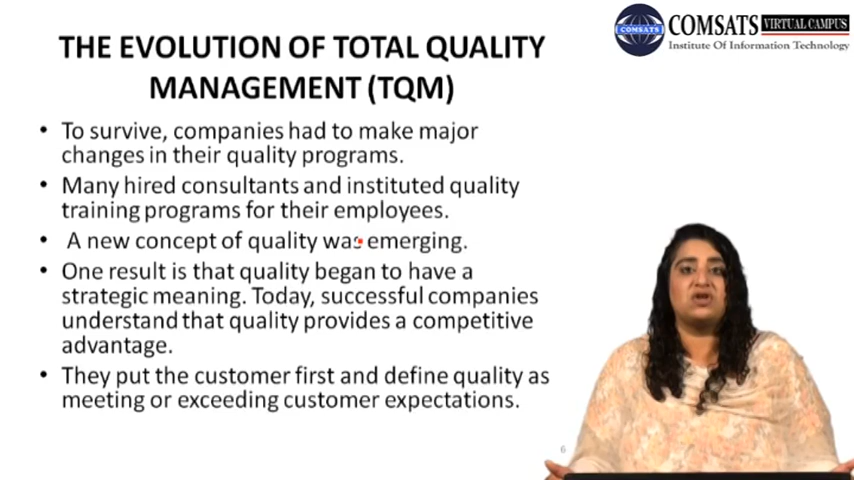 COMSATS VIRTUAL CAMPUS
Institute Of Information Technology
COMSATS
THE EVOLUTION OF TOTAL QUALITY
MANAGEMENT (TQM)
• To survive, companies had to make major
changes in their quality programs.
• Many hired consultants and instituted quality
training programs for their employees.
• A new concept of quality was emerging.
• One result is that quality began to have a
strategic meaning. Today, successful companies
understand that quality provides a competitive
advantage.
• They put the customer first and define quality as
meeting or exceeding customer expectations.
6